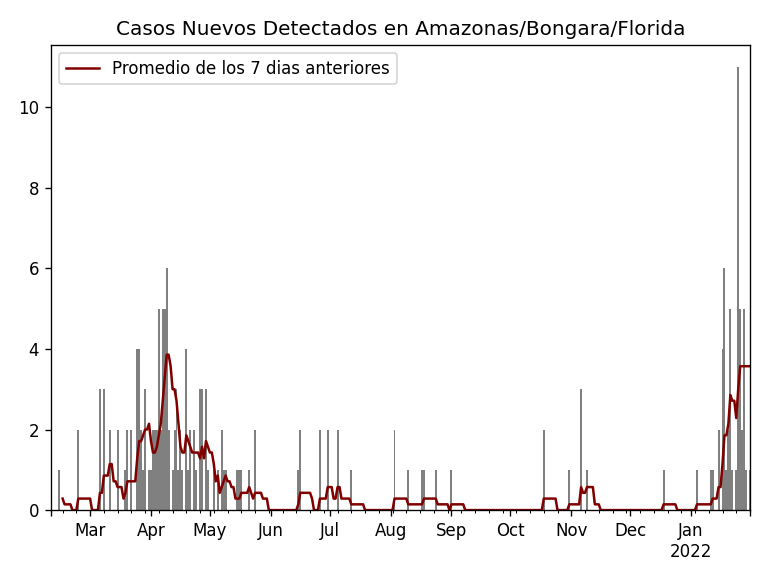 Casos Nuevos Detectados en Amazonas/Bongara/Florida
Promedio de los 7 dias anteriores
10
8
6
4
2
0
Mar Apr May Jun Jul Aug Sep Oct Nov Dec Jan
2022